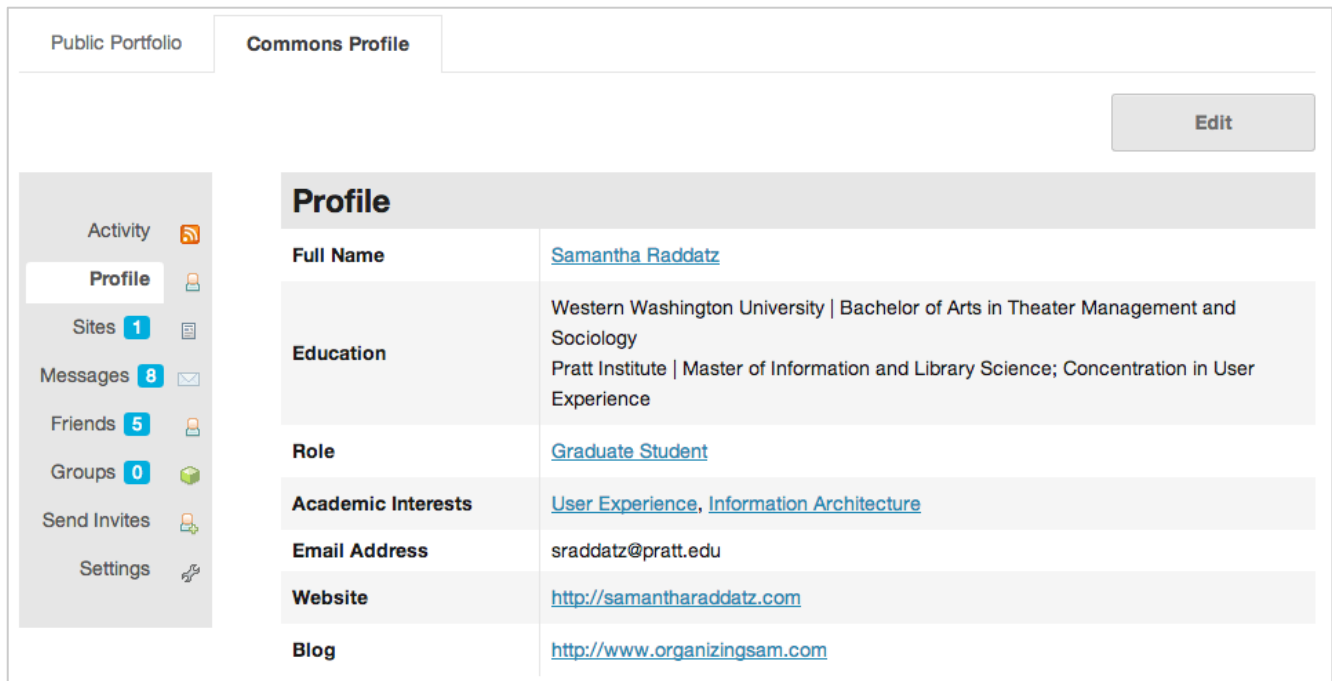 Public Portfolio
Commons Profile
Edit
Activity
Profile
Sites 1
Messages 8
Friends 5
Groups 0
Send Invites
Settings
Profile
Full Name
Samantha Raddatz
Education
Western Washington University | Bachelor of Arts in Theater Management and
Sociology
Pratt Institute | Master of Information and Library Science; Concentration in User
Experience
Role
Graduate Student
Academic Interests
User Experience, Information Architecture
Email Address
sraddatz@pratt.edu
Website
http://samantharaddatz.com
Blog
http://www.organizingsam.com